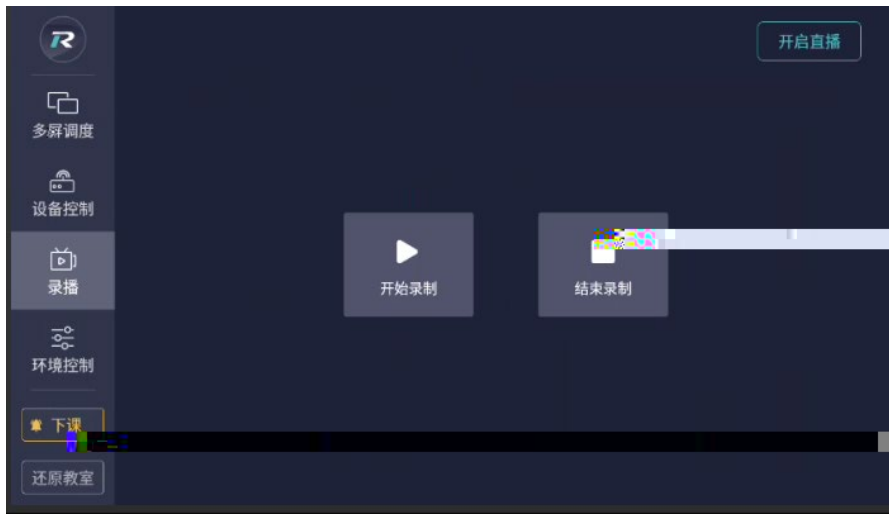 开启直播
多屏调度
设备控制
录播
环境控制
下课
还原教室
开始录制
结束录制